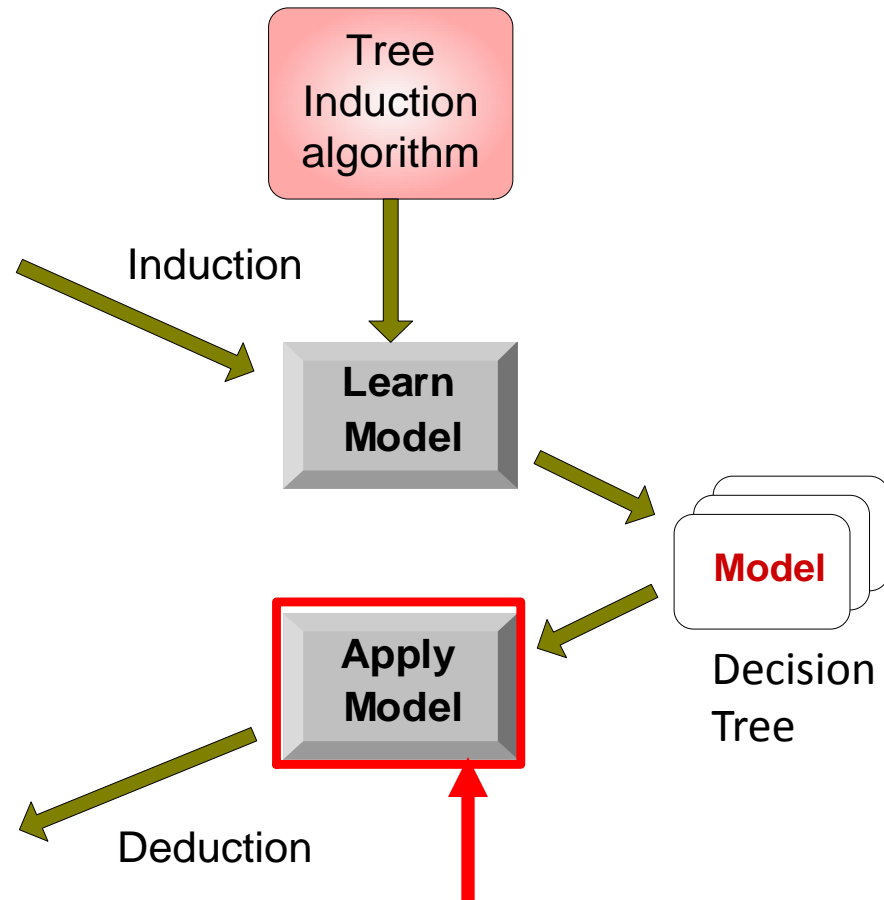 Tree
Induction
algorithm
Induction
Learn
Model
Model
Decision
Tree
Apply
Model
Deduction